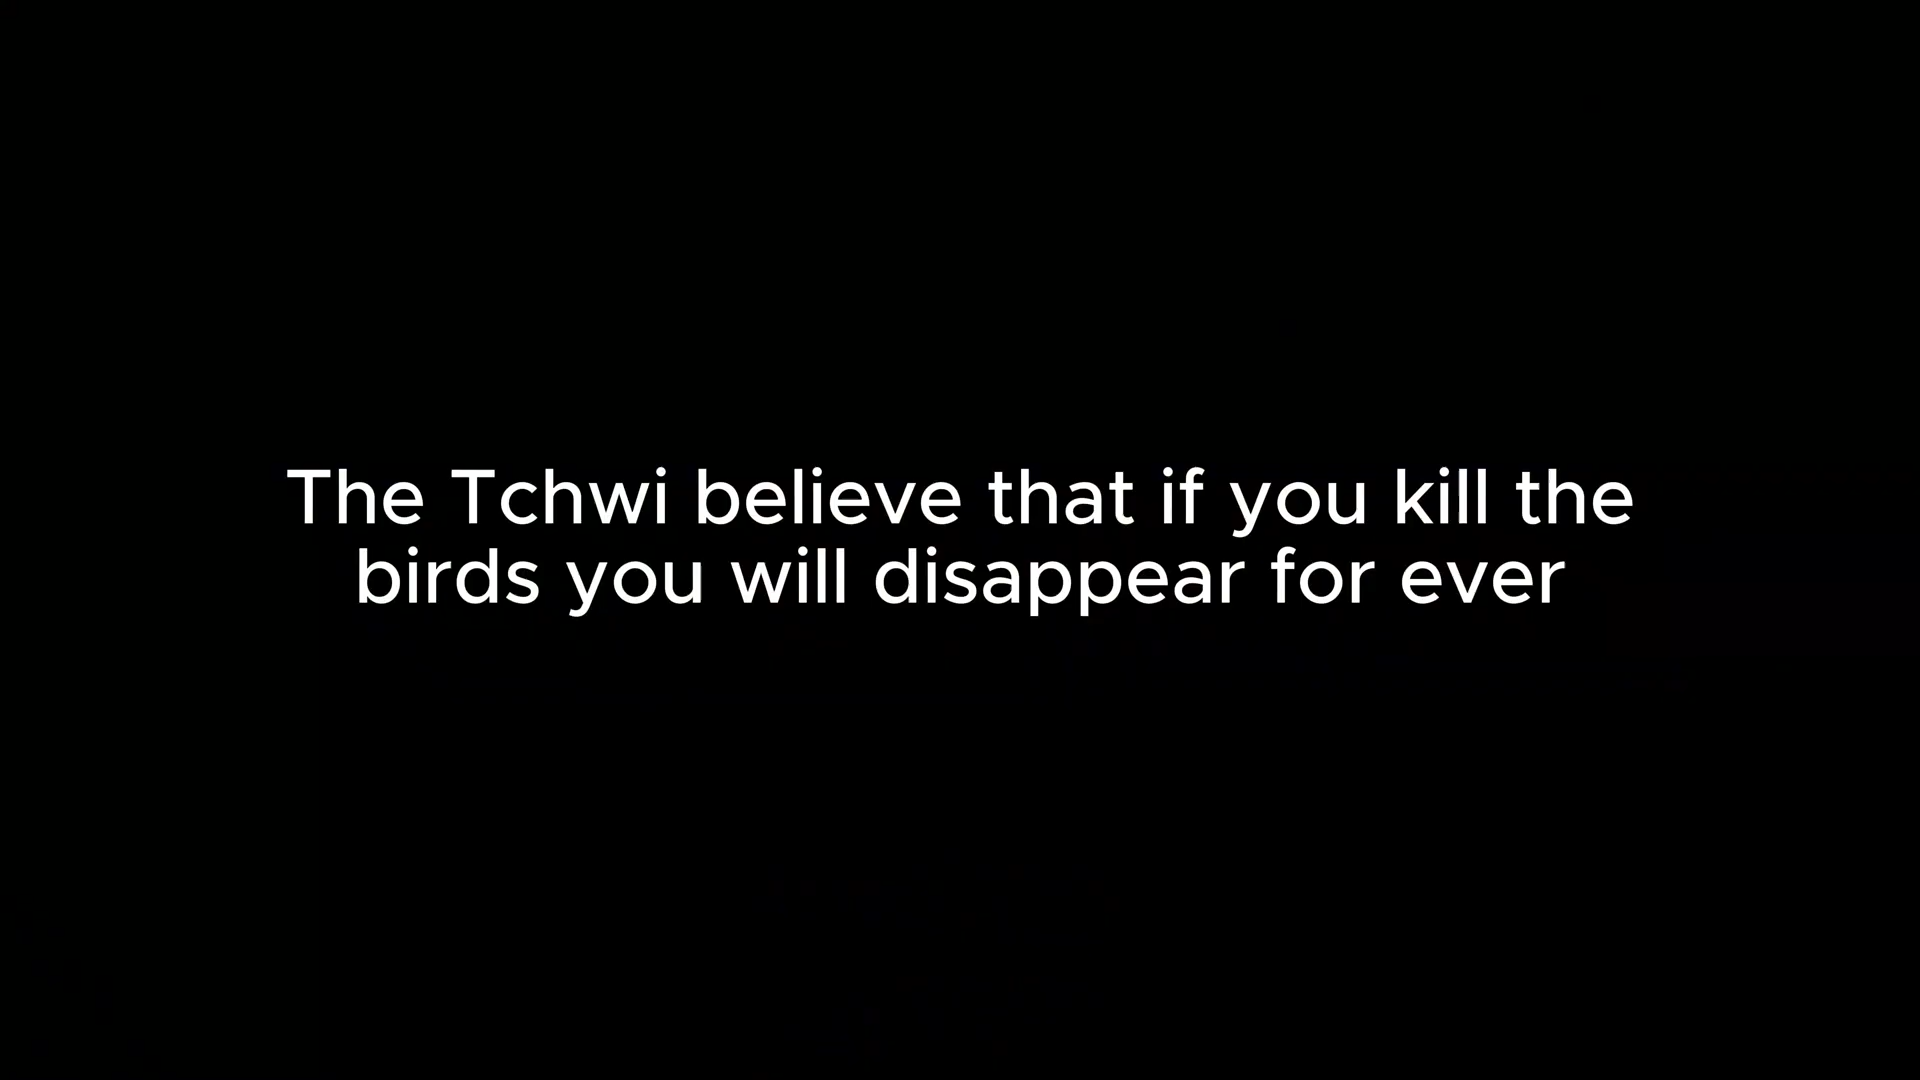 The Tchwi believe that if you kill the
birds you will disappear for ever